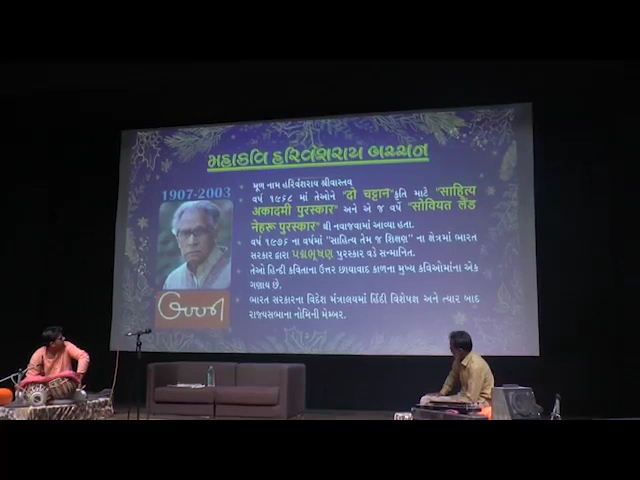 મહાકવિ હરિવંશરાય બચ્ચન
1907-2003
મૂળ નામ હરિવંશરાય શ્રીવાસ્તવ
વર્ષ ૧૯૬૮ માં તેઓને "દો ચટ્ટાન" કૃતિ માટે "સાહિત્ય
અકાદમી પુરસ્કાર" અને એ જ વર્ષે "સોવિયત લેંડ
નેહરૂ પુરસ્કાર" થી નવાજવામાં આવ્યા હતા.
વર્ષ ૧૯૭૬ ના વર્ષમાં "સાહિત્ય તેમ જ શિક્ષણ" ના ક્ષેત્રમાં ભારત
સરકાર દ્વારા પદ્મભૂષણ પુરસ્કાર વડે સન્માનિત.
તેઓ હિન્દી કવિતાના ઉત્તર છાયાવાદ કાળના મુખ્ય કવિઓમાંના એક
ગણાય છે.
ભારત સરકારના વિદેશ મંત્રાલયમાં હિંદી વિશેષજ્ઞ અને ત્યાર બાદ
રાજ્યસભાના નોમિની મેમ્બર.